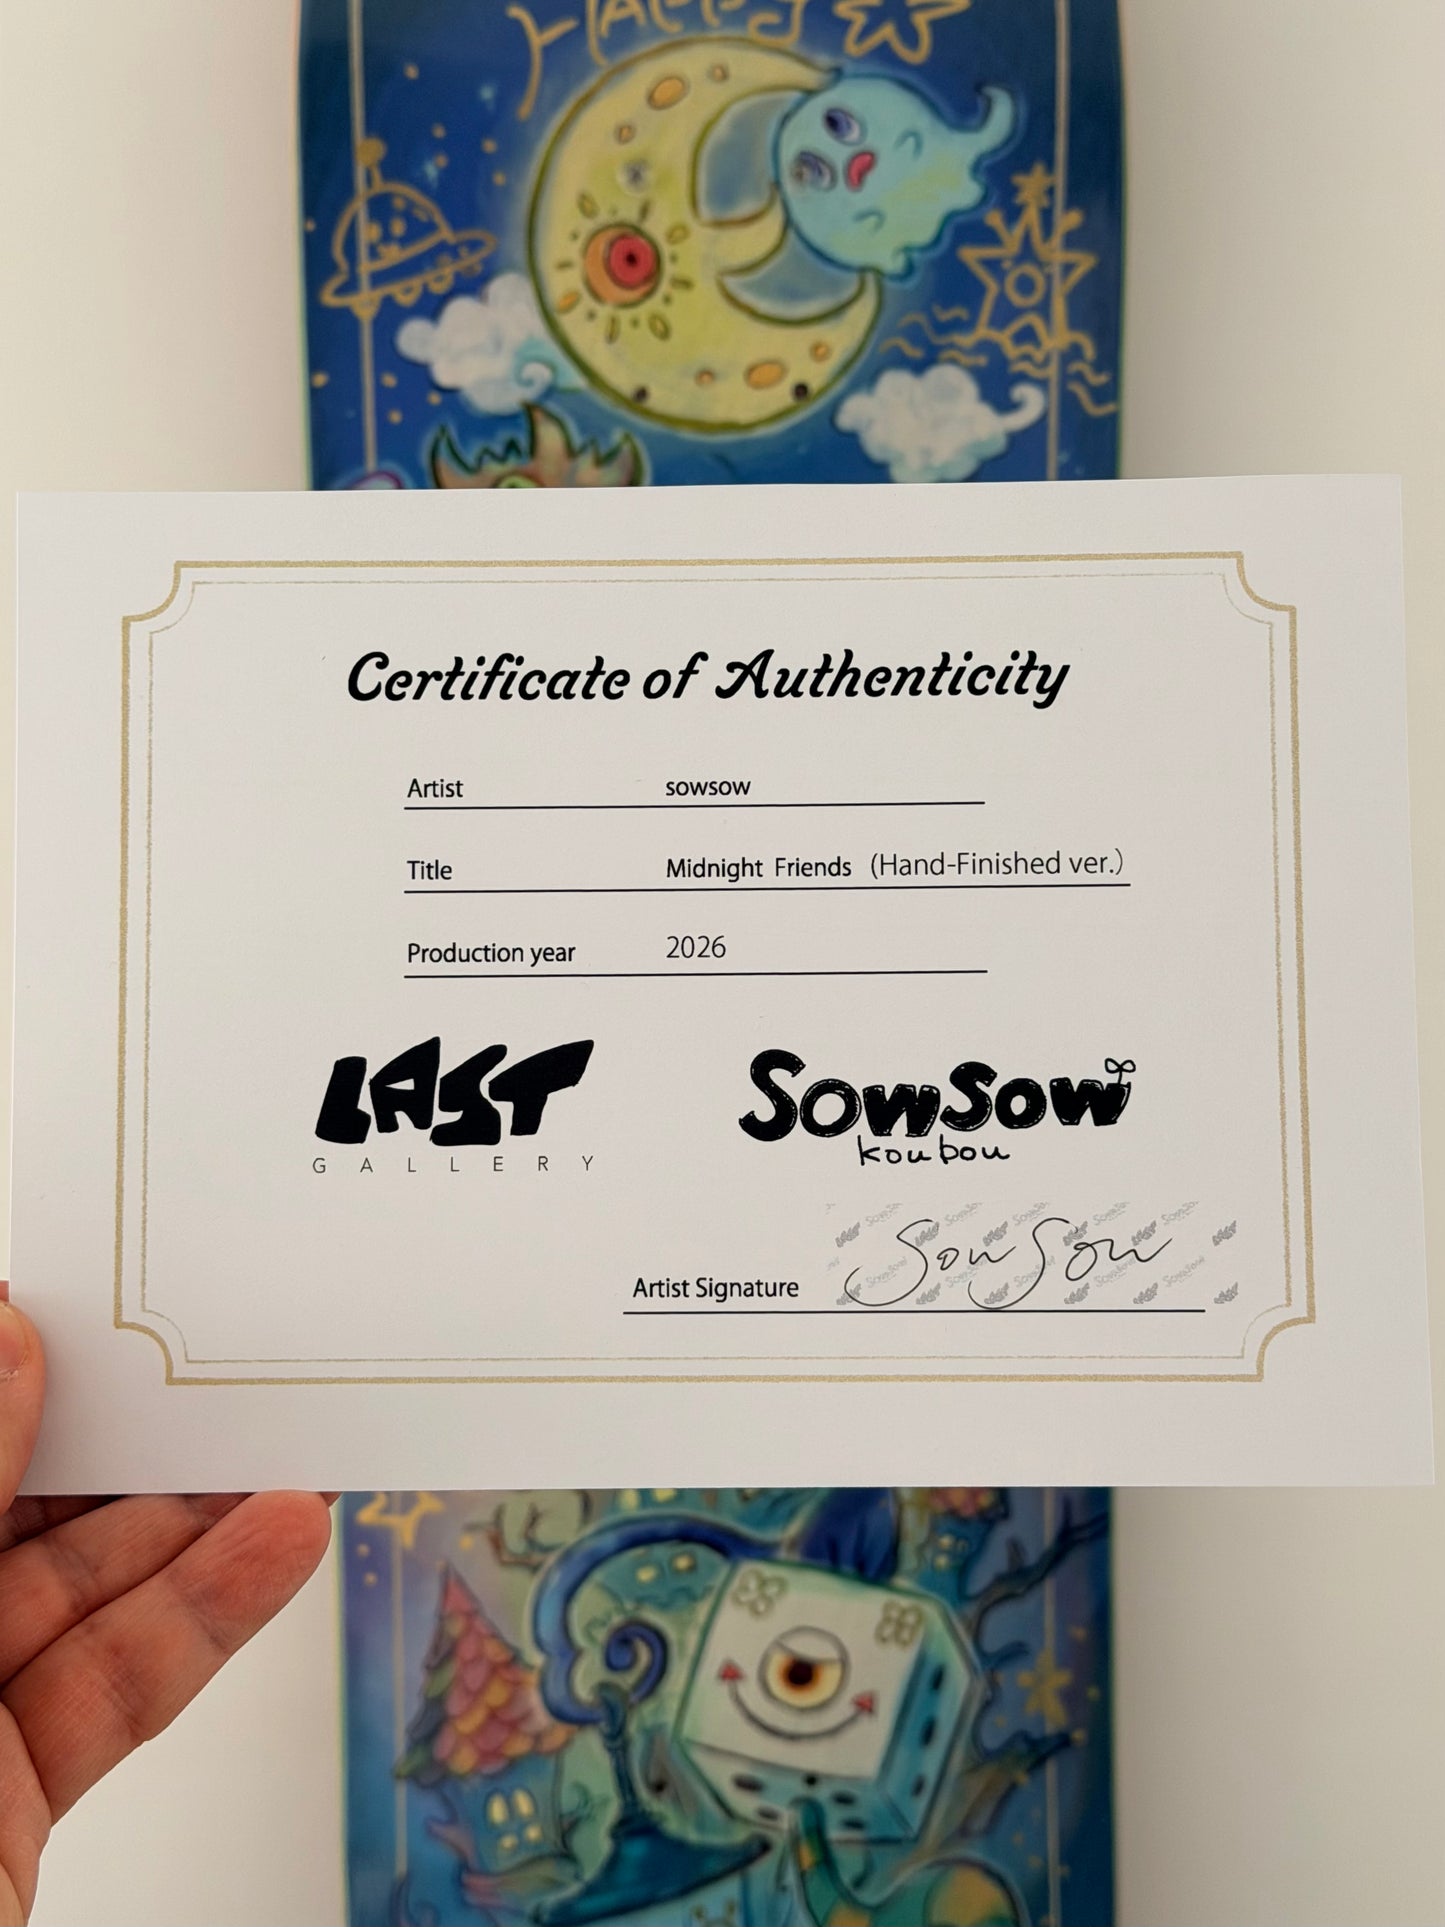 HAPPY
Certificate of Authenticity
Artist sowsow
Title Midnight Friends (Hand-Finished ver.)
Production year 2026
LAST
GALLERY
SowSow
koubou
Artist Signature SowSow